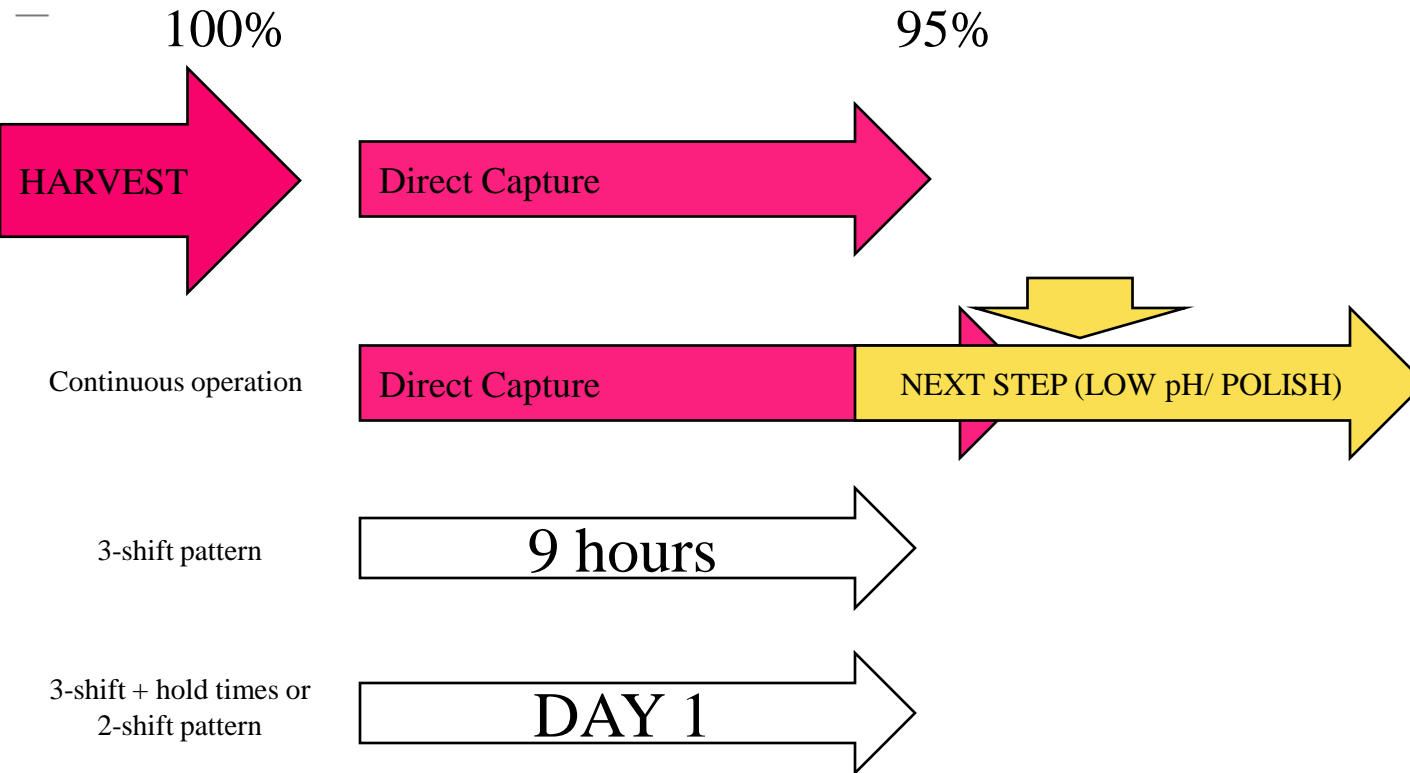 100%
95%
HARVEST
Direct Capture
Continuous operation
Direct Capture
NEXT STEP (LOW pH/ POLISH)
3-shift pattern
9 hours
3-shift + hold times or
2-shift pattern
DAY 1